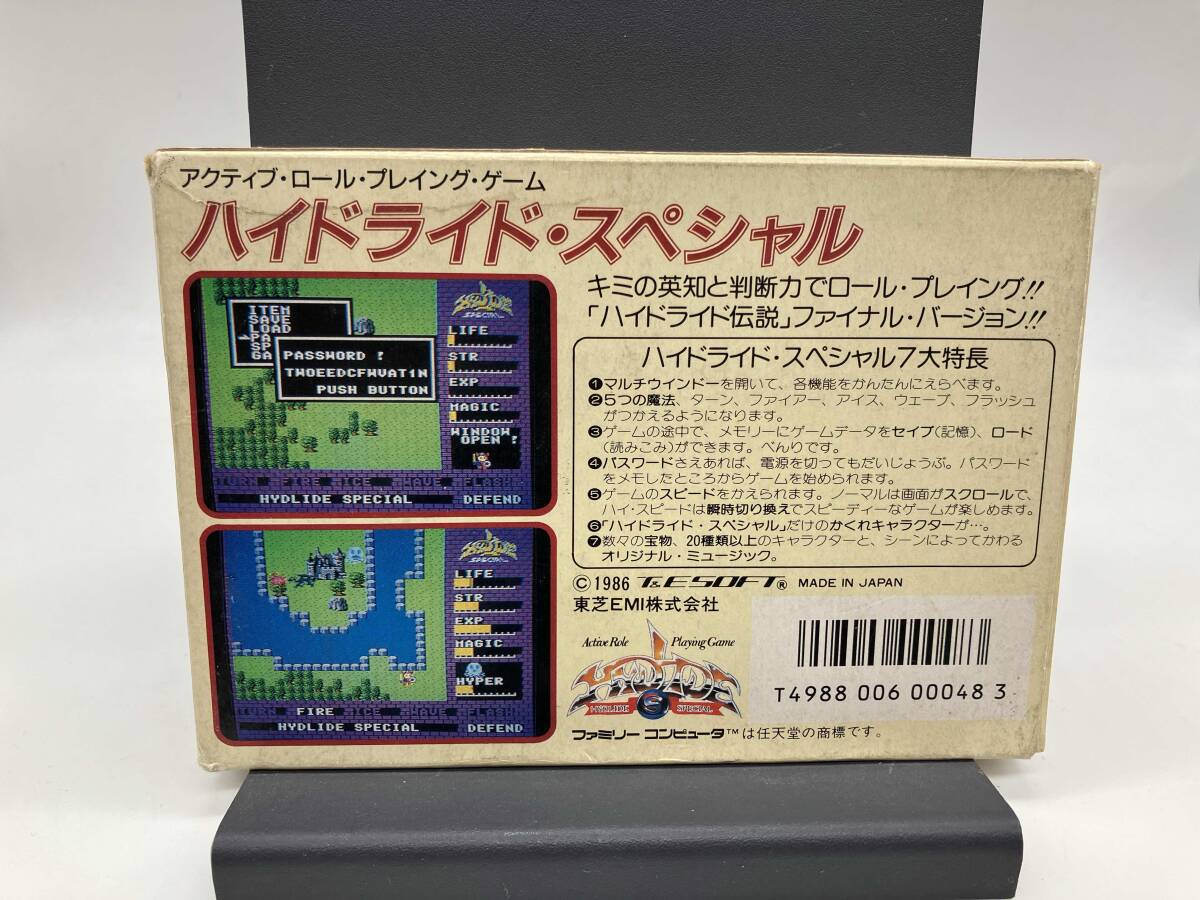 アクティブ・ロール・プレイング・ゲーム
ハイドライド・スペシャル
キミの英知と判断力でロール・プレイング!!
「ハイドライド伝説」ファイナル・バージョン!!
ハイドライド・スペシャル7大特長
❶マルチウインドーを開いて、各機能をかんたんにえらべます。
❷5つの魔法、ターン、ファイアー、アイス、ウェーブ、フラッシュ
がつかえるようになります。
❸ゲームの途中で、メモリーにゲームデータをセイブ(記憶)、ロード
(読みこみ)ができます。べんりです。
❹パスワードさえあれば、電源を切ってもだいじょうぶ。パスワード
をメモしたところからゲームを始められます。
❺ゲームのスピードをかえられます。ノーマルは画面がスクロールで、
ハイ・スピードは瞬時切り換えでスピーディーなゲームが楽しめます。
❻「ハイドライド・スペシャル」だけのかくれキャラクターが…。
❼数々の宝物、20種類以上のキャラクターと、シーンによってかわる
オリジナル・ミュージック。
©1986 T&E SOFT® MADE IN JAPAN
東芝EMI株式会社
Active Role Playing Game
HYDLIDE
HYDLIDE S SPECIAL
T4988 006 00048 3
ファミリー コンピュータ™は任天堂の商標です。
ITEM
SAVE
LOAD
PA
SP
GA
PASSWORD !
TWOEEDCFWVAT1N
PUSH BUTTON
HYDLIDE
SPECIAL
LIFE
STR
EXP
MAGIC
WINDOW
OPEN !
TURN FIRE ICE WAVE FLASH
HYDLIDE SPECIAL DEFEND
HYDLIDE
SPECIAL
LIFE
STR
EXP
MAGIC
HYPER
TURN FIRE ICE WAVE FLASH
HYDLIDE SPECIAL DEFEND